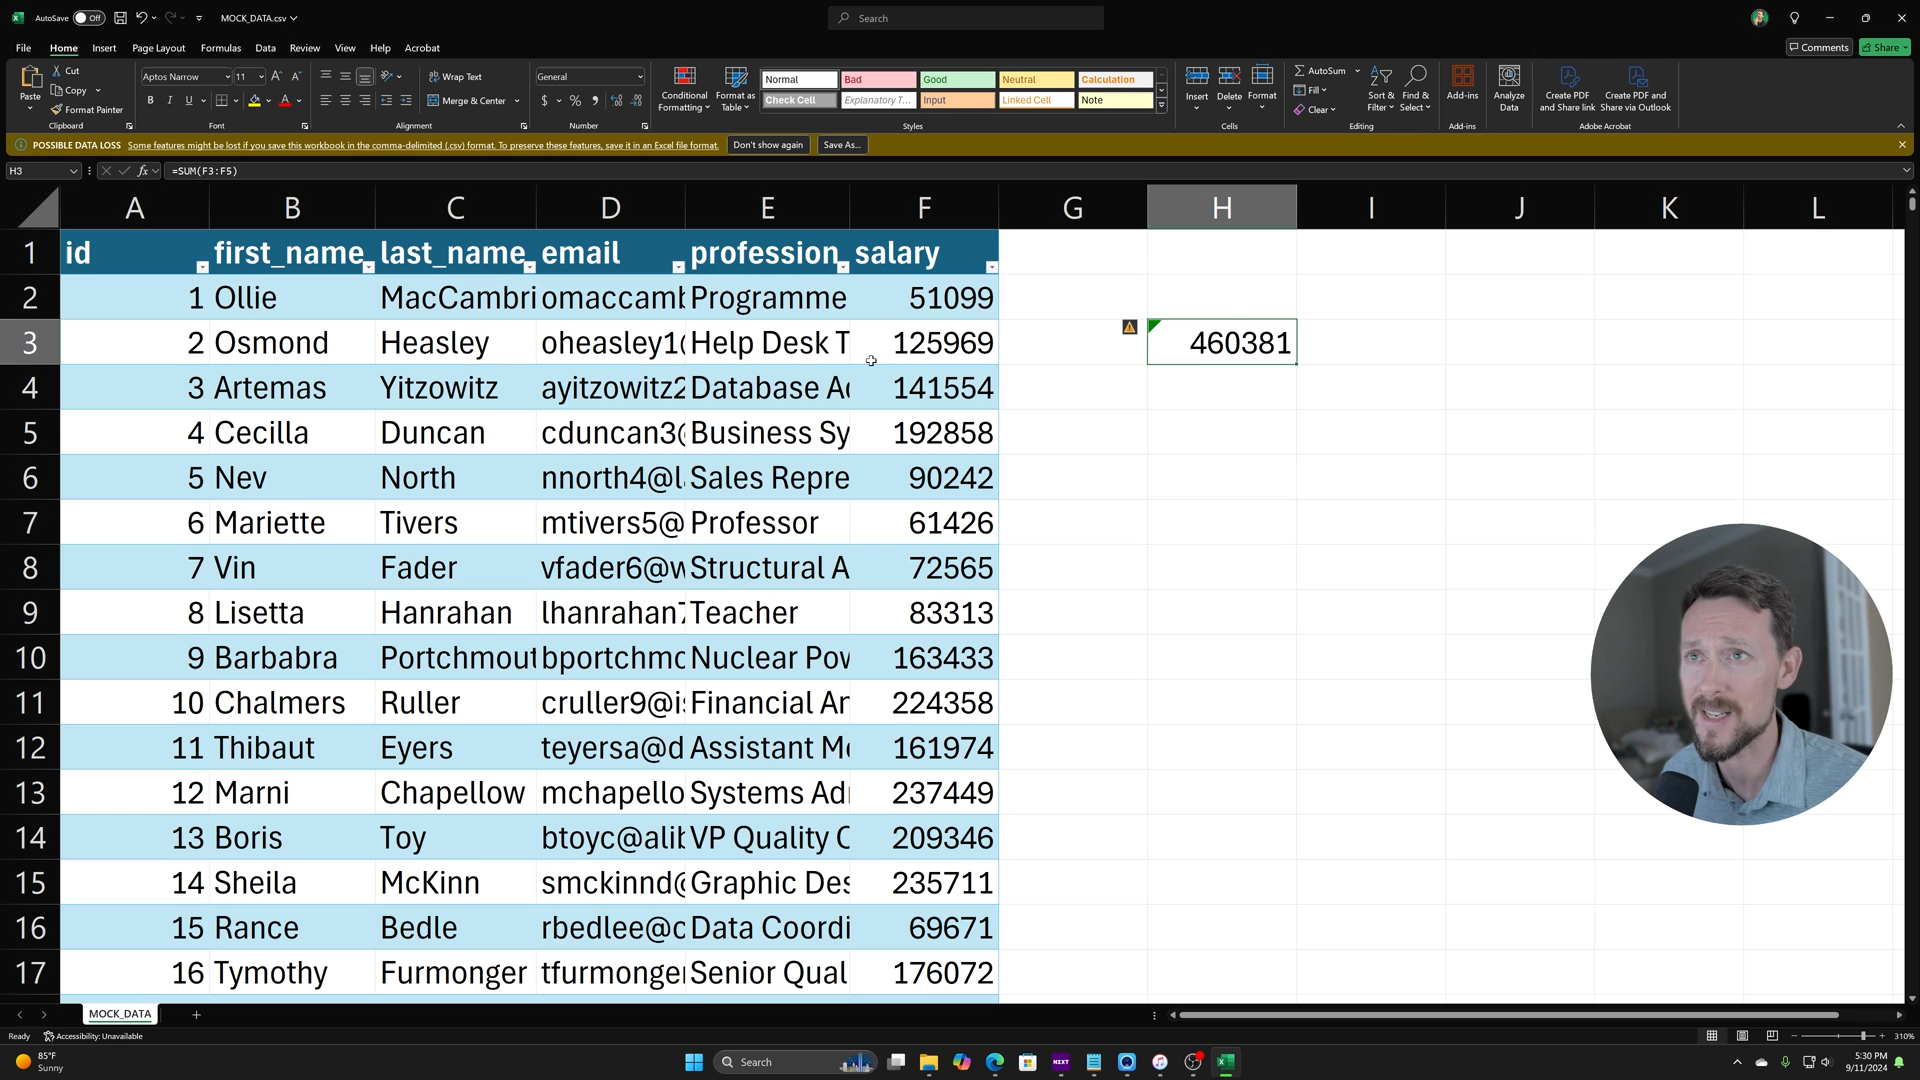 AutoSave Off MOCK_DATA.csv Search
File Home Insert Page Layout Formulas Data Review View Help Acrobat Comments Share
Paste Cut Copy Format Painter Clipboard
Aptos Narrow 11 B I U A Font
Wrap Text Merge & Center Alignment
General $ % Number
Conditional Formatting Format as Table
Normal Bad Good Neutral Calculation
Check Cell Explanatory T... Input Linked Cell Note
Styles
Insert Delete Format Cells
AutoSum Fill Clear Sort & Filter Find & Select Editing
Add-ins Add-ins Analyze Data
Create PDF and Share link Create PDF and Share via Outlook Adobe Acrobat
POSSIBLE DATA LOSS Some features might be lost if you save this workbook in the comma-delimited (.csv) format. To preserve these features, save it in an Excel file format. Don't show again Save As...
H3 fx =SUM(F3:F5)
A B C D E F G H I J K L
1 id first_name last_name email profession salary
2 1 Ollie MacCambri omaccamb Programme 51099
3 2 Osmond Heasley oheasley1@ Help Desk T 125969 460381
4 3 Artemas Yitzowitz ayitzowitz2 Database Ad 141554
5 4 Cecilla Duncan cduncan3@ Business Sy 192858
6 5 Nev North nnorth4@l Sales Repre 90242
7 6 Mariette Tivers mtivers5@ Professor 61426
8 7 Vin Fader vfader6@w Structural A 72565
9 8 Lisetta Hanrahan lhanrahan7 Teacher 83313
10 9 Barbabra Portchmout bportchmo Nuclear Pow 163433
11 10 Chalmers Ruller cruller9@is Financial An 224358
12 11 Thibaut Eyers teyersa@d Assistant Me 161974
13 12 Marni Chapellow mchapello Systems Adm 237449
14 13 Boris Toy btoyc@alib VP Quality C 209346
15 14 Sheila McKinn smckinnd@ Graphic Des 235711
16 15 Rance Bedle rbedlee@c Data Coordi 69671
17 16 Tymothy Furmonger tfurmonger Senior Qual 176072
MOCK_DATA
Ready Accessibility: Unavailable 310%
85°F
Sunny
Search
NEXT
5:30 PM
9/11/2024